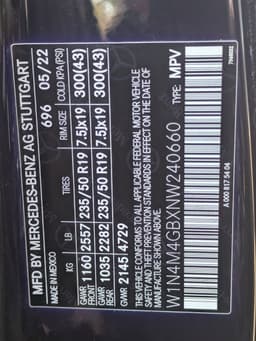 MFD BY MERCEDES-BENZ AG STUTTGART
MADE IN MEXICO 696 05/22
KG LB TIRES RIM SIZE COLD KPA(PSI)
GAWR FRONT 1160 2557 235/50 R19 7.5Jx19 300(43)
GAWR REAR 1035 2282 235/50 R19 7.5Jx19 300(43)
GVWR 2145 4729
THIS VEHICLE CONFORMS TO ALL APPLICABLE FEDERAL MOTOR VEHICLE
SAFETY AND THEFT PREVENTION STANDARDS IN EFFECT ON THE DATE OF
MANUFACTURE SHOWN ABOVE.
W1N4M4GBXNW240660 TYPE: MPV
A 000 817 56 04